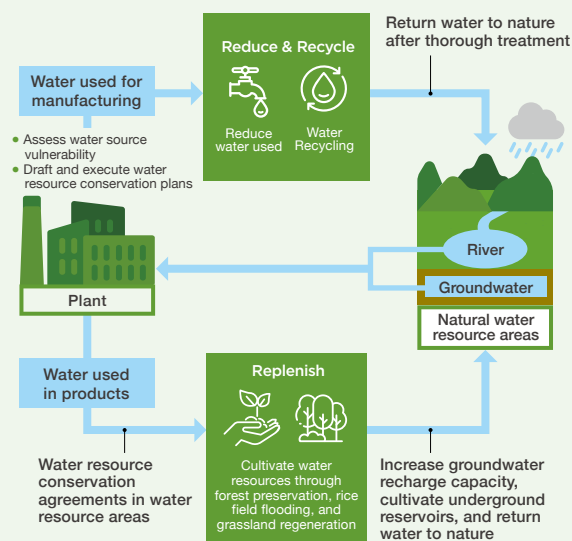 Reduce & Recycle
Return water to nature
after thorough treatment
Water used for
manufacturing
Reduce
water used
Water
Recycling
• Assess water source
vulnerability
• Draft and execute water
resource conservation plans
River
Groundwater
Plant
Natural water
resource areas
Water used
in products
Replenish
Cultivate water
resources through
forest preservation, rice
field flooding, and
grassland regeneration
Water resource
conservation
agreements in water
resource areas
Increase groundwater
recharge capacity,
cultivate underground
reservoirs, and return
water to nature